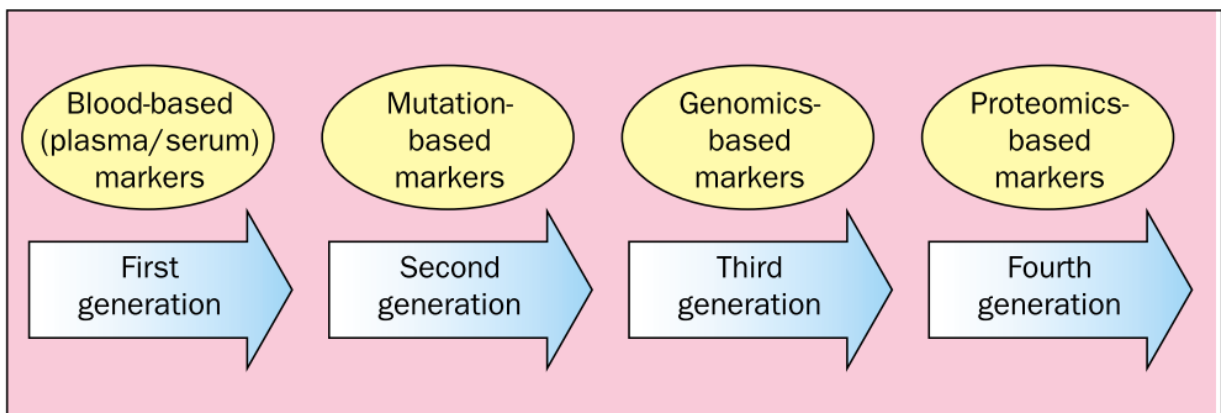 Blood-based
(plasma/serum)
markers
Mutation-
based
markers
Genomics-
based
markers
Proteomics-
based
markers
First
generation
Second
generation
Third
generation
Fourth
generation